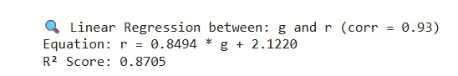 🔍 Linear Regression between: g and r (corr = 0.93)
Equation: r = 0.8494 * g + 2.1220
R² Score: 0.8705